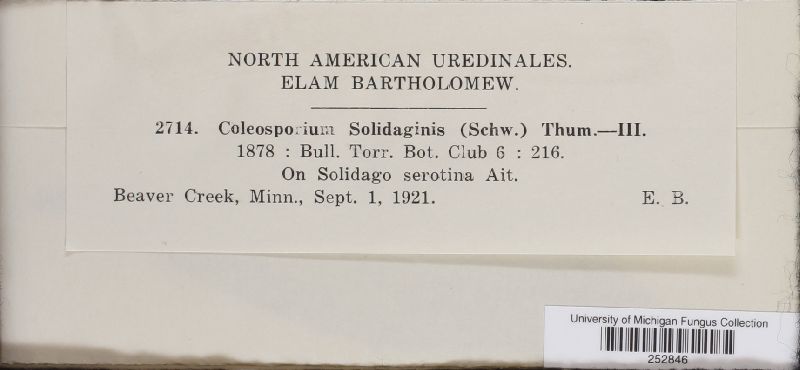 NORTH AMERICAN UREDINALES.
ELAM BARTHOLOMEW.
2714. Coleosporium Solidaginis (Schw.) Thum.—III.
1878 : Bull. Torr. Bot. Club 6 : 216.
On Solidago serotina Ait.
Beaver Creek, Minn., Sept. 1, 1921. E. B.
University of Michigan Fungus Collection
252846